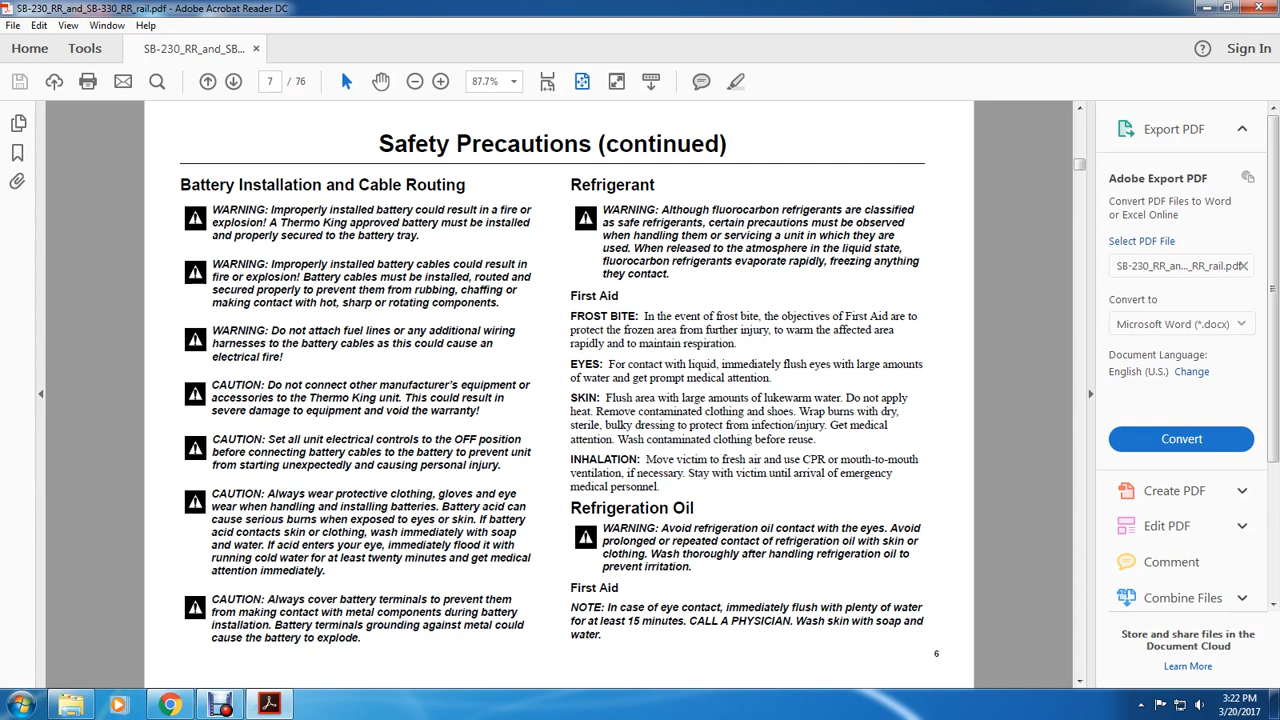 SB-230_RR_and_SB-330_RR_rail.pdf - Adobe Acrobat Reader DC
File Edit View Window Help
Home Tools SB-230_RR_and_SB... × Sign In
7 / 76 87.7%
Safety Precautions (continued)
Battery Installation and Cable Routing
WARNING: Improperly installed battery could result in a fire or
explosion! A Thermo King approved battery must be installed
and properly secured to the battery tray.
WARNING: Improperly installed battery cables could result in
fire or explosion! Battery cables must be installed, routed and
secured properly to prevent them from rubbing, chaffing or
making contact with hot, sharp or rotating components.
WARNING: Do not attach fuel lines or any additional wiring
harnesses to the battery cables as this could cause an
electrical fire!
CAUTION: Do not connect other manufacturer's equipment or
accessories to the Thermo King unit. This could result in
severe damage to equipment and void the warranty!
CAUTION: Set all unit electrical controls to the OFF position
before connecting battery cables to the battery to prevent unit
from starting unexpectedly and causing personal injury.
CAUTION: Always wear protective clothing, gloves and eye
wear when handling and installing batteries. Battery acid can
cause serious burns when exposed to eyes or skin. If battery
acid contacts skin or clothing, wash immediately with soap
and water. If acid enters your eye, immediately flood it with
running cold water for at least twenty minutes and get medical
attention immediately.
CAUTION: Always cover battery terminals to prevent them
from making contact with metal components during battery
installation. Battery terminals grounding against metal could
cause the battery to explode.
Refrigerant
WARNING: Although fluorocarbon refrigerants are classified
as safe refrigerants, certain precautions must be observed
when handling them or servicing a unit in which they are
used. When released to the atmosphere in the liquid state,
fluorocarbon refrigerants evaporate rapidly, freezing anything
they contact.
First Aid
FROST BITE: In the event of frost bite, the objectives of First Aid are to
protect the frozen area from further injury, to warm the affected area
rapidly and to maintain respiration.
EYES: For contact with liquid, immediately flush eyes with large amounts
of water and get prompt medical attention.
SKIN: Flush area with large amounts of lukewarm water. Do not apply
heat. Remove contaminated clothing and shoes. Wrap burns with dry,
sterile, bulky dressing to protect from infection/injury. Get medical
attention. Wash contaminated clothing before reuse.
INHALATION: Move victim to fresh air and use CPR or mouth-to-mouth
ventilation, if necessary. Stay with victim until arrival of emergency
medical personnel.
Refrigeration Oil
WARNING: Avoid refrigeration oil contact with the eyes. Avoid
prolonged or repeated contact of refrigeration oil with skin or
clothing. Wash thoroughly after handling refrigeration oil to
prevent irritation.
First Aid
NOTE: In case of eye contact, immediately flush with plenty of water
for at least 15 minutes. CALL A PHYSICIAN. Wash skin with soap and
water.
6
Export PDF
Adobe Export PDF
Convert PDF Files to Word
or Excel Online
Select PDF File
SB-230_RR_an..._RR_rail.pdf
Convert to
Microsoft Word (*.docx)
Document Language:
English (U.S.) Change
Convert
Create PDF
Edit PDF
Comment
Combine Files
Store and share files in the
Document Cloud
Learn More
3:22 PM
3/20/2017